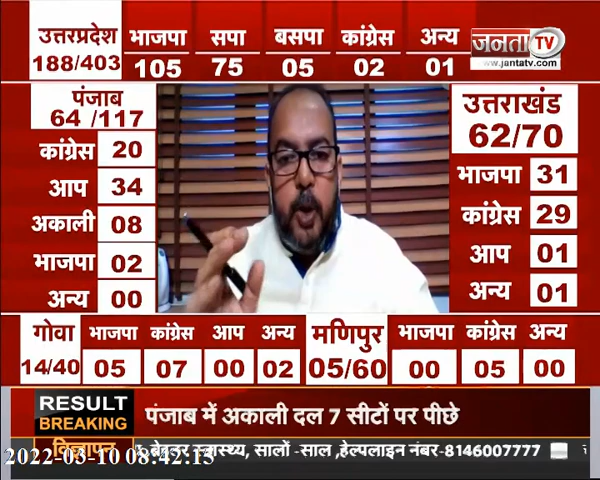 उत्तरप्रदेश भाजपा सपा बसपा कांग्रेस अन्य
188/403 105 75 05 02 01
जनता TV
www.jantatv.com
पंजाब
64 /117
कांग्रेस 20
आप 34
अकाली 08
भाजपा 02
अन्य 00
उत्तराखंड
62/70
भाजपा 31
कांग्रेस 29
आप 01
अन्य 01
गोवा भाजपा कांग्रेस आप अन्य
14/40 05 07 00 02
मणिपुर भाजपा कांग्रेस अन्य
05/60 00 05 00
RESULT
BREAKING
पंजाब में अकाली दल 7 सीटों पर पीछे
विज्ञापन
बेहतर स्वास्थ्य, सालों -साल ,हेल्पलाइन नंबर-8146007777
2022-03-10 08:42:15